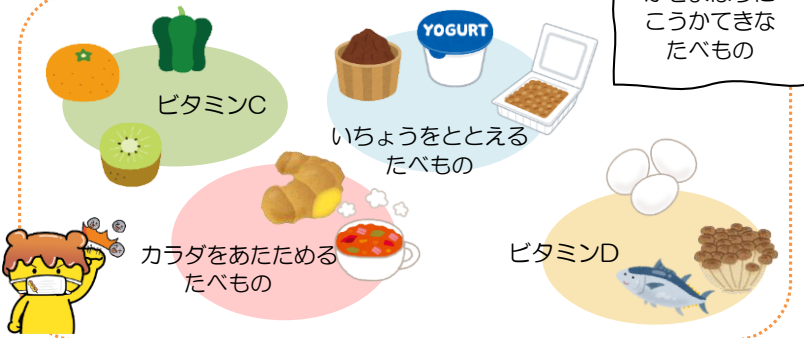 こうかてきな
たべもの
YOGURT
ビタミンC
いちょうをととえる
たべもの
カラダをあたためる
たべもの
ビタミンD